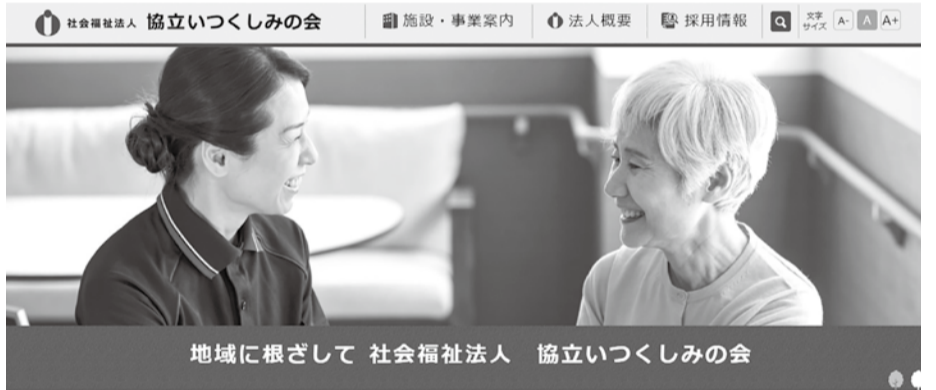 社会福祉法人 協立いつくしみの会 施設・事業案内 法人概要 採用情報 文字 A- A A+
サイズ
地域に根ざして 社会福祉法人 協立いつくしみの会